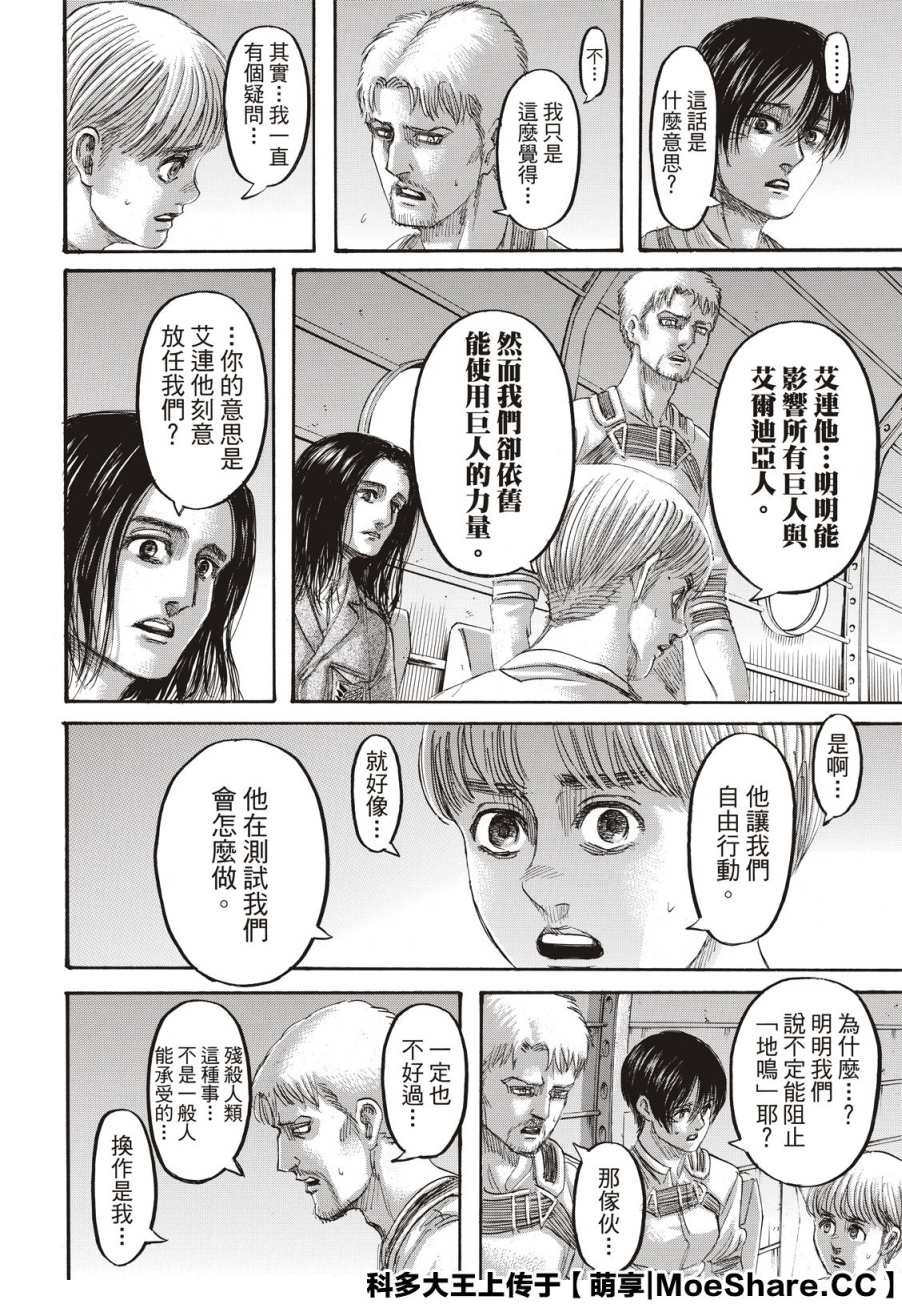 ……
這話是
什麼意思？
不…
我只是
這麼覺得…
其實…我一直
有個疑問…
艾連他…明明能
影響所有巨人與
艾爾迪亞人。
然而我們卻依舊
能使用巨人的力量。
…你的意思是
艾連他刻意
放任我們？
是啊…
他讓我們
自由行動。
就好像…
他在測試我們
會怎麼做。
為什麼…？
明明我們
說不定能阻止
「地鳴」耶？
那傢伙…
一定也
不好過…
殘殺人類
這種事…
不是一般人
能承受的…
換作是我…
科多大王上传于【萌享|MoeShare.CC】